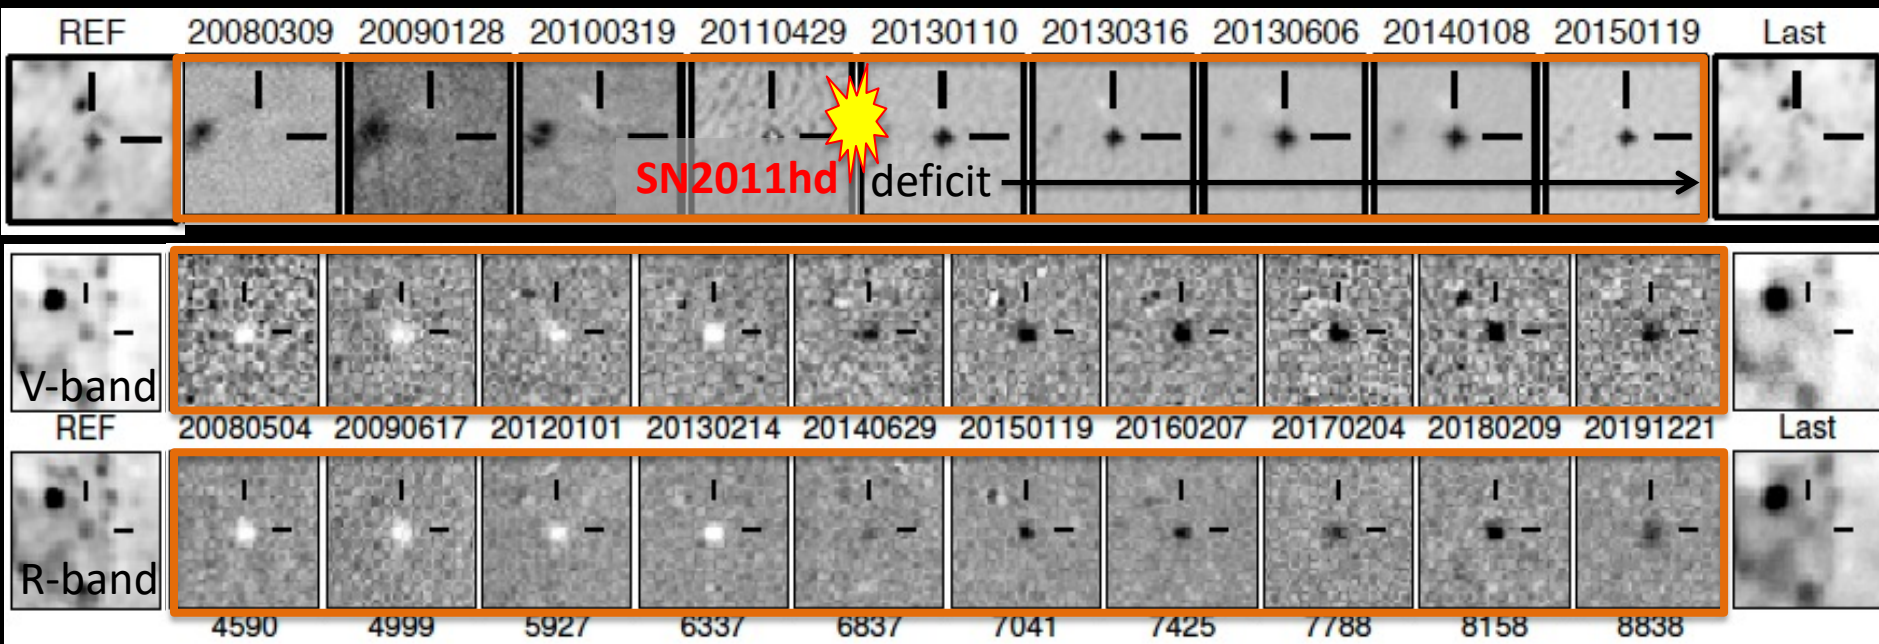 REF 20080309 20090128 20100319 20110429 20130110 20130316 20130606 20140108 20150119 Last
SN2011hd deficit
V-band
REF 20080504 20090617 20120101 20130214 20140629 20150119 20160207 20170204 20180209 20191221 Last
R-band
4590 4999 5927 6337 6837 7041 7425 7788 8158 8838